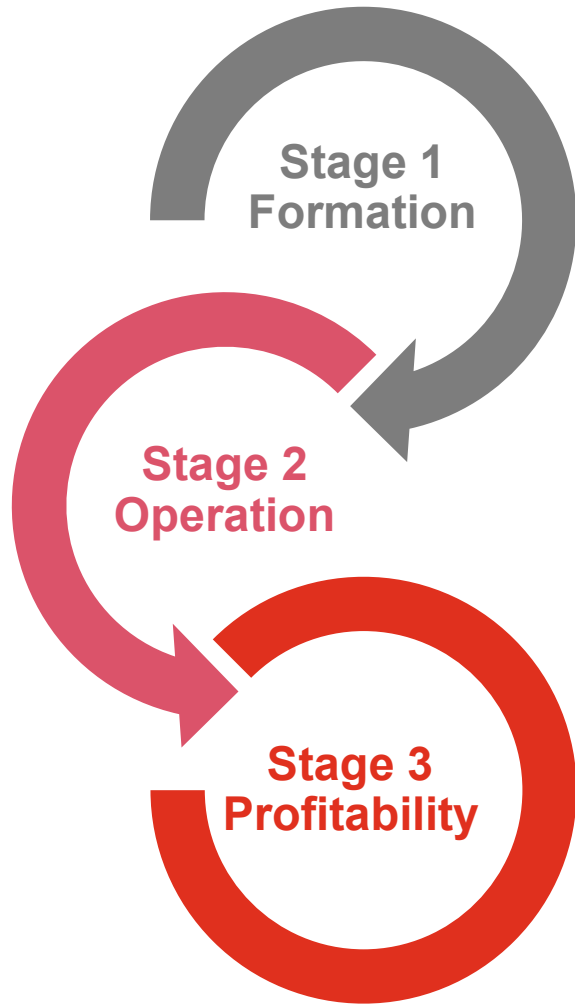 Stage 1
Formation
Stage 2
Operation
Stage 3
Profitability